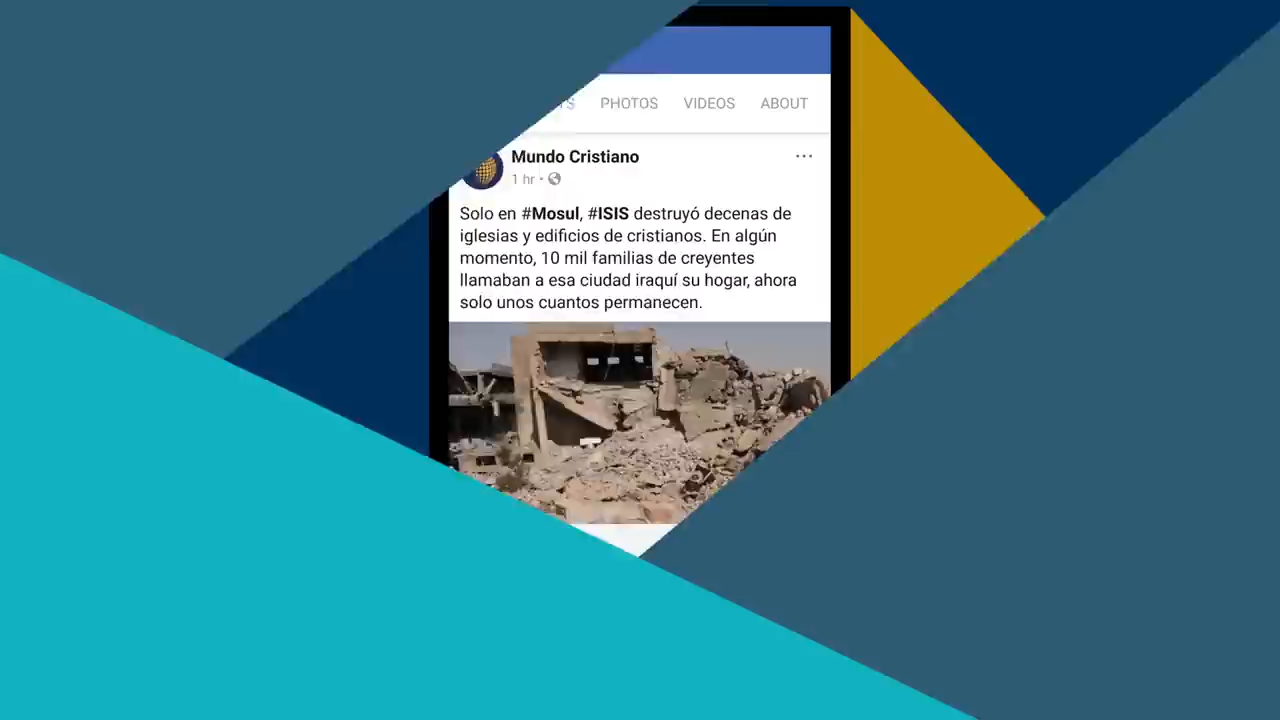 PHOTOS VIDEOS ABOUT
Mundo Cristiano
1 hr
Solo en #Mosul, #ISIS destruyó decenas de
iglesias y edificios de cristianos. En algún
momento, 10 mil familias de creyentes
llamaban a esa ciudad iraquí su hogar, ahora
solo unos cuantos permanecen.